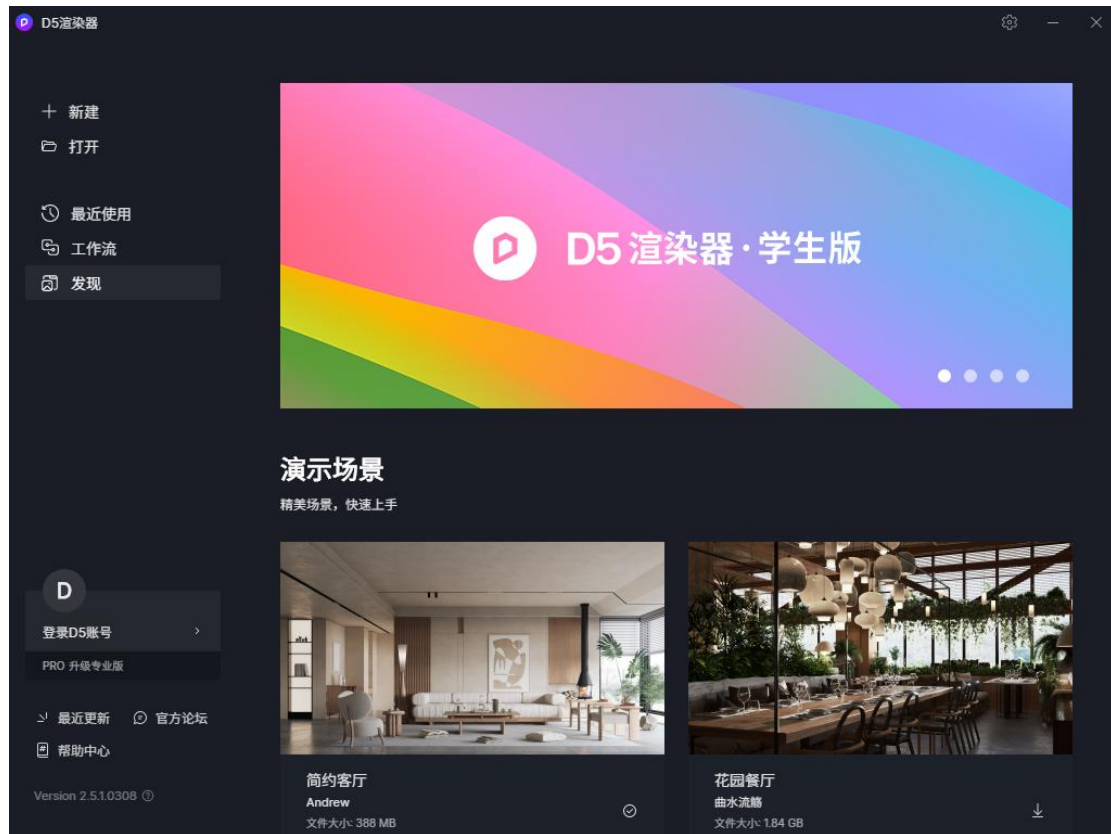 D5渲染器
新建
打开
最近使用
工作流
发现
D5 渲染器·学生版
演示场景
精美场景，快速上手
D
登录D5账号
PRO 升级专业版
最近更新 官方论坛
帮助中心
Version 2.5.1.0308
简约客厅
Andrew
文件大小: 388 MB
花园餐厅
曲水流觞
文件大小: 1.84 GB